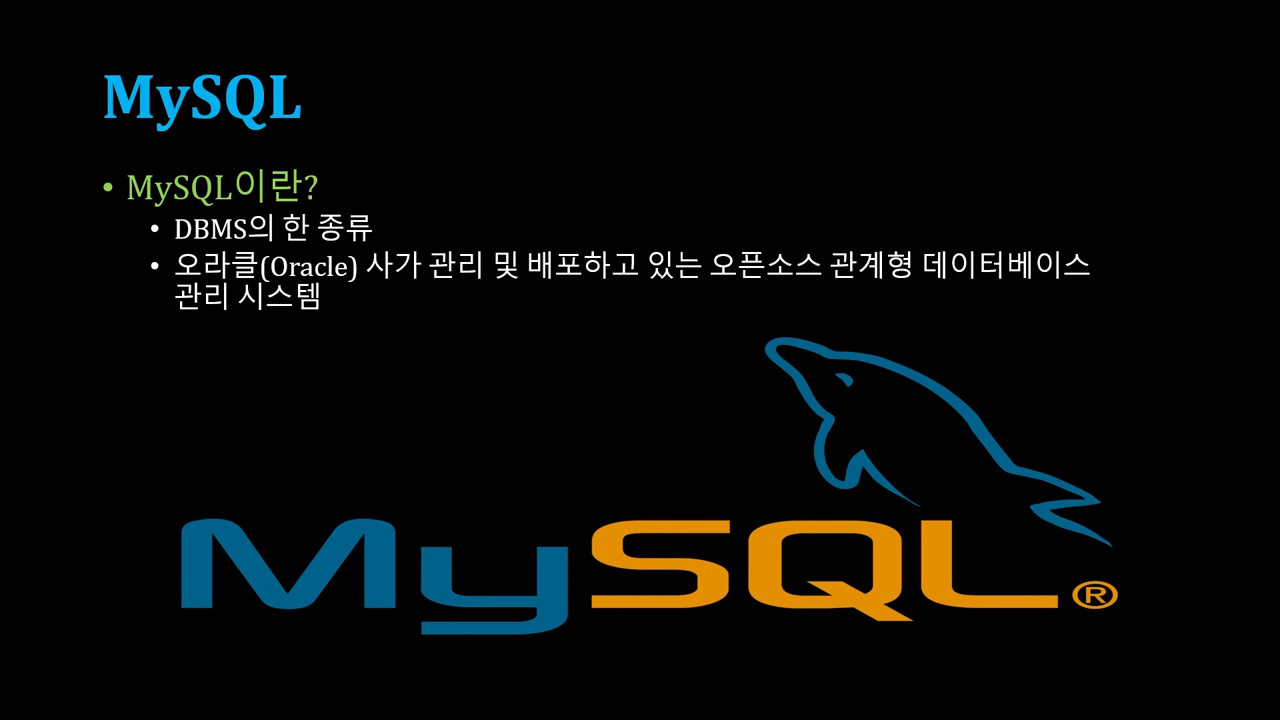 MySQL
• MySQL이란?
• DBMS의 한 종류
• 오라클(Oracle) 사가 관리 및 배포하고 있는 오픈소스 관계형 데이터베이스
관리 시스템
MySQL®